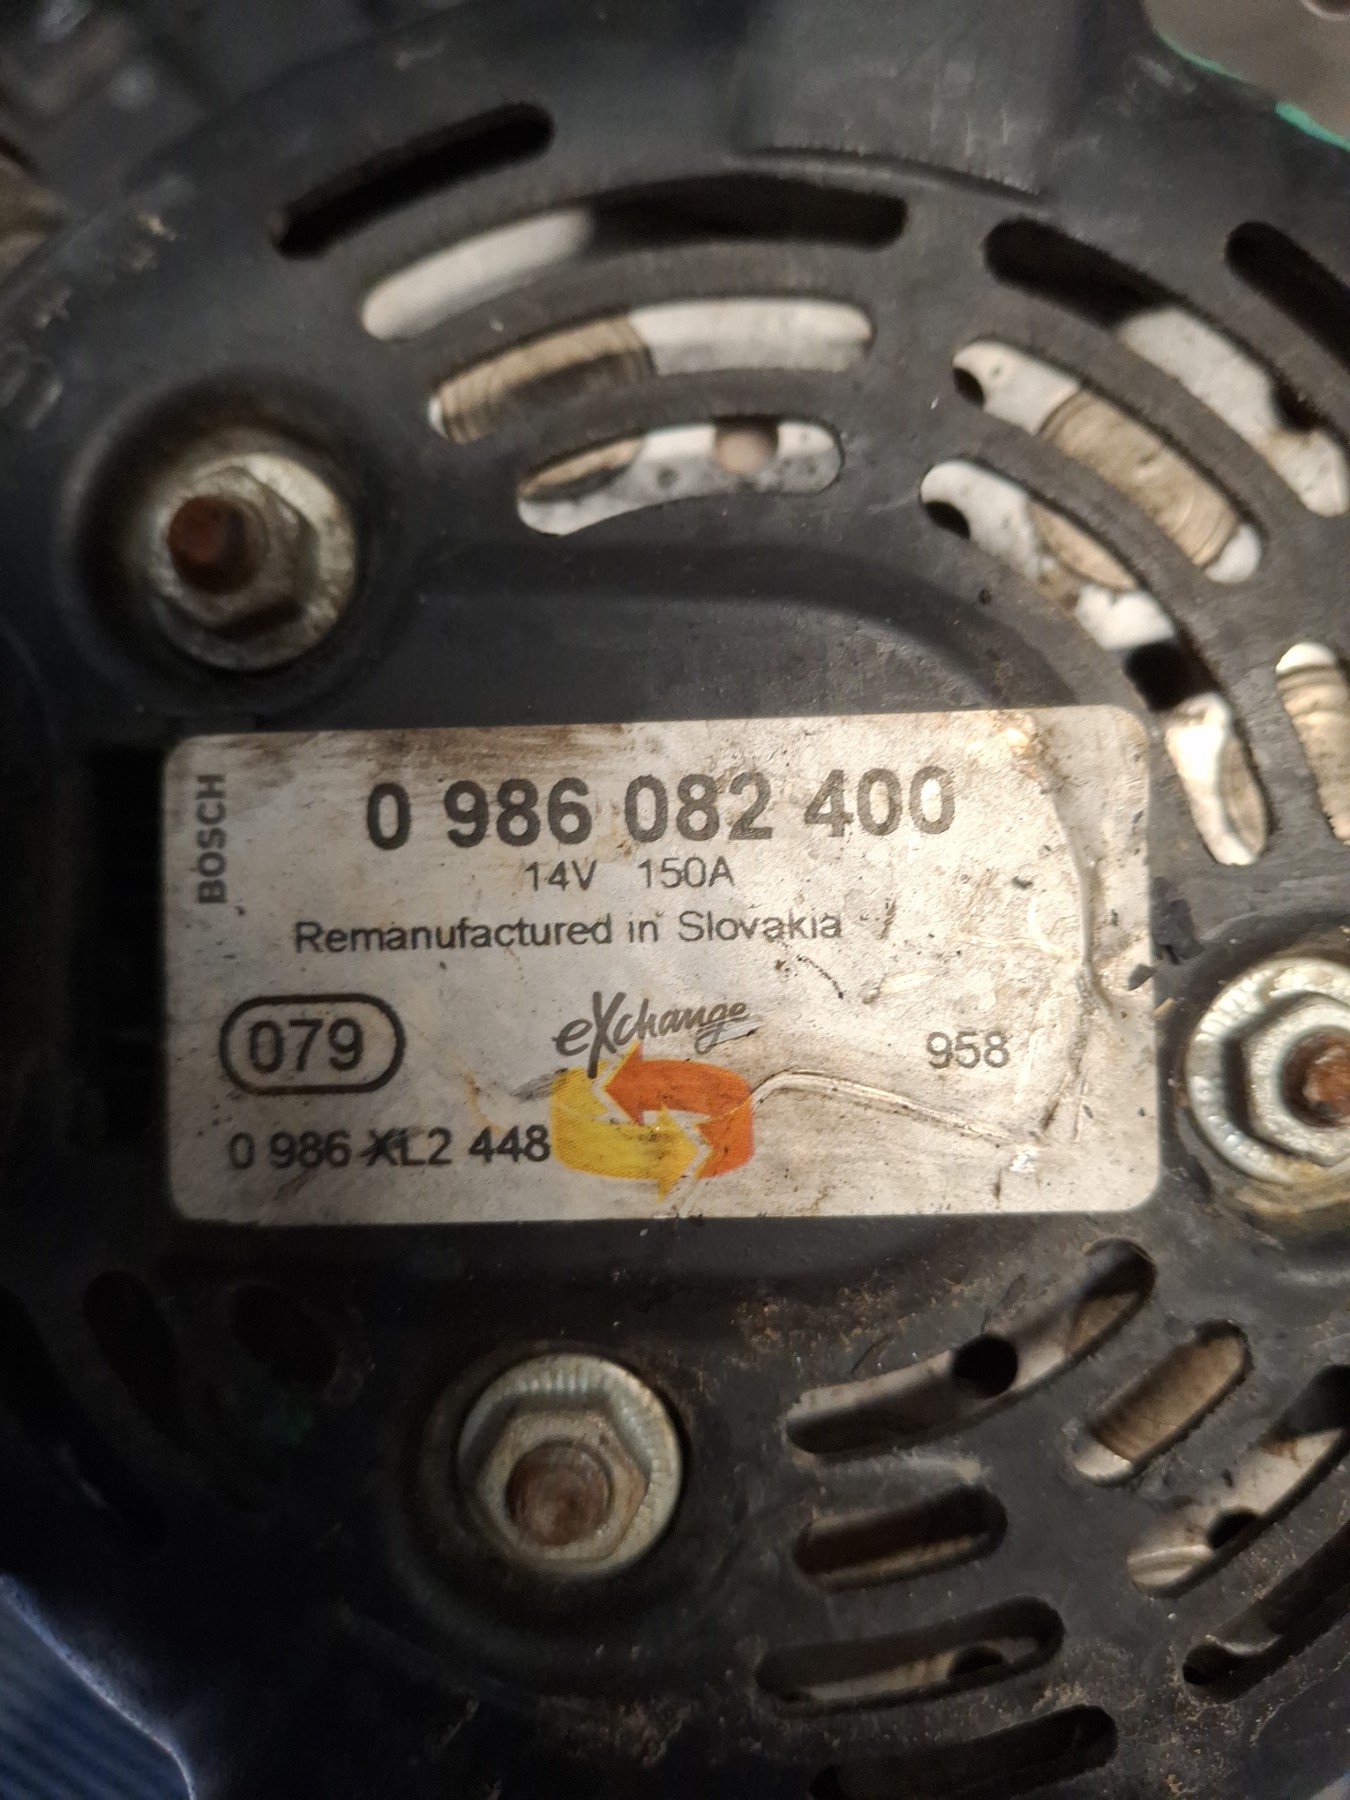 BOSCH
0 986 082 400
14V 150A
Remanufactured in Slovakia
079
eXchange
958
0 986 XL2 448